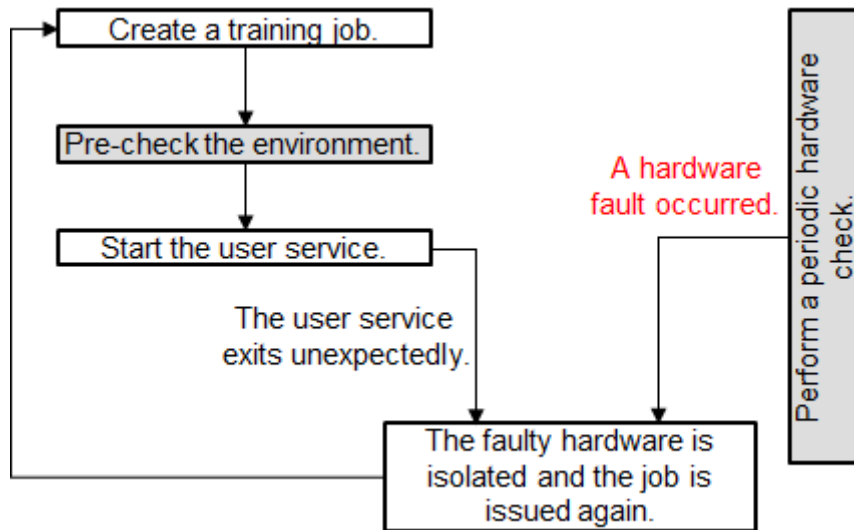 Create a training job.
Pre-check the environment.
A hardware
fault occurred.
Start the user service.
The user service
exits unexpectedly.
Perform a periodic hardware
check.
The faulty hardware is
isolated and the job is
issued again.